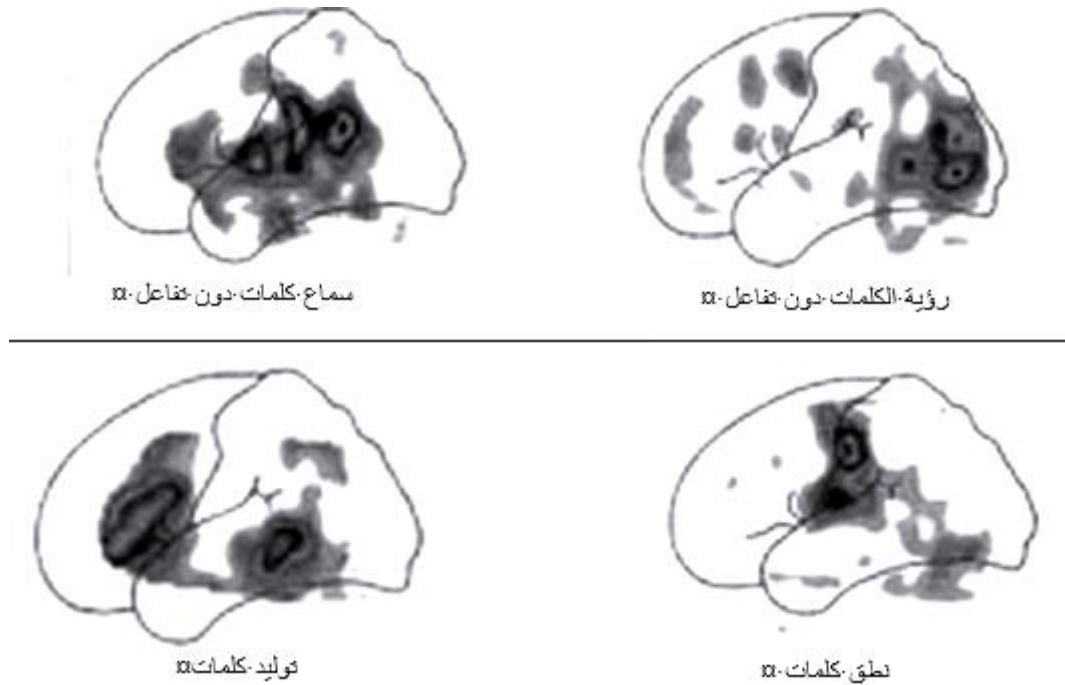 رؤية الكلمات دون تفاعل ¤
سماع كلمات دون تفاعل ¤
نطق كلمات ¤
توليد كلمات¤